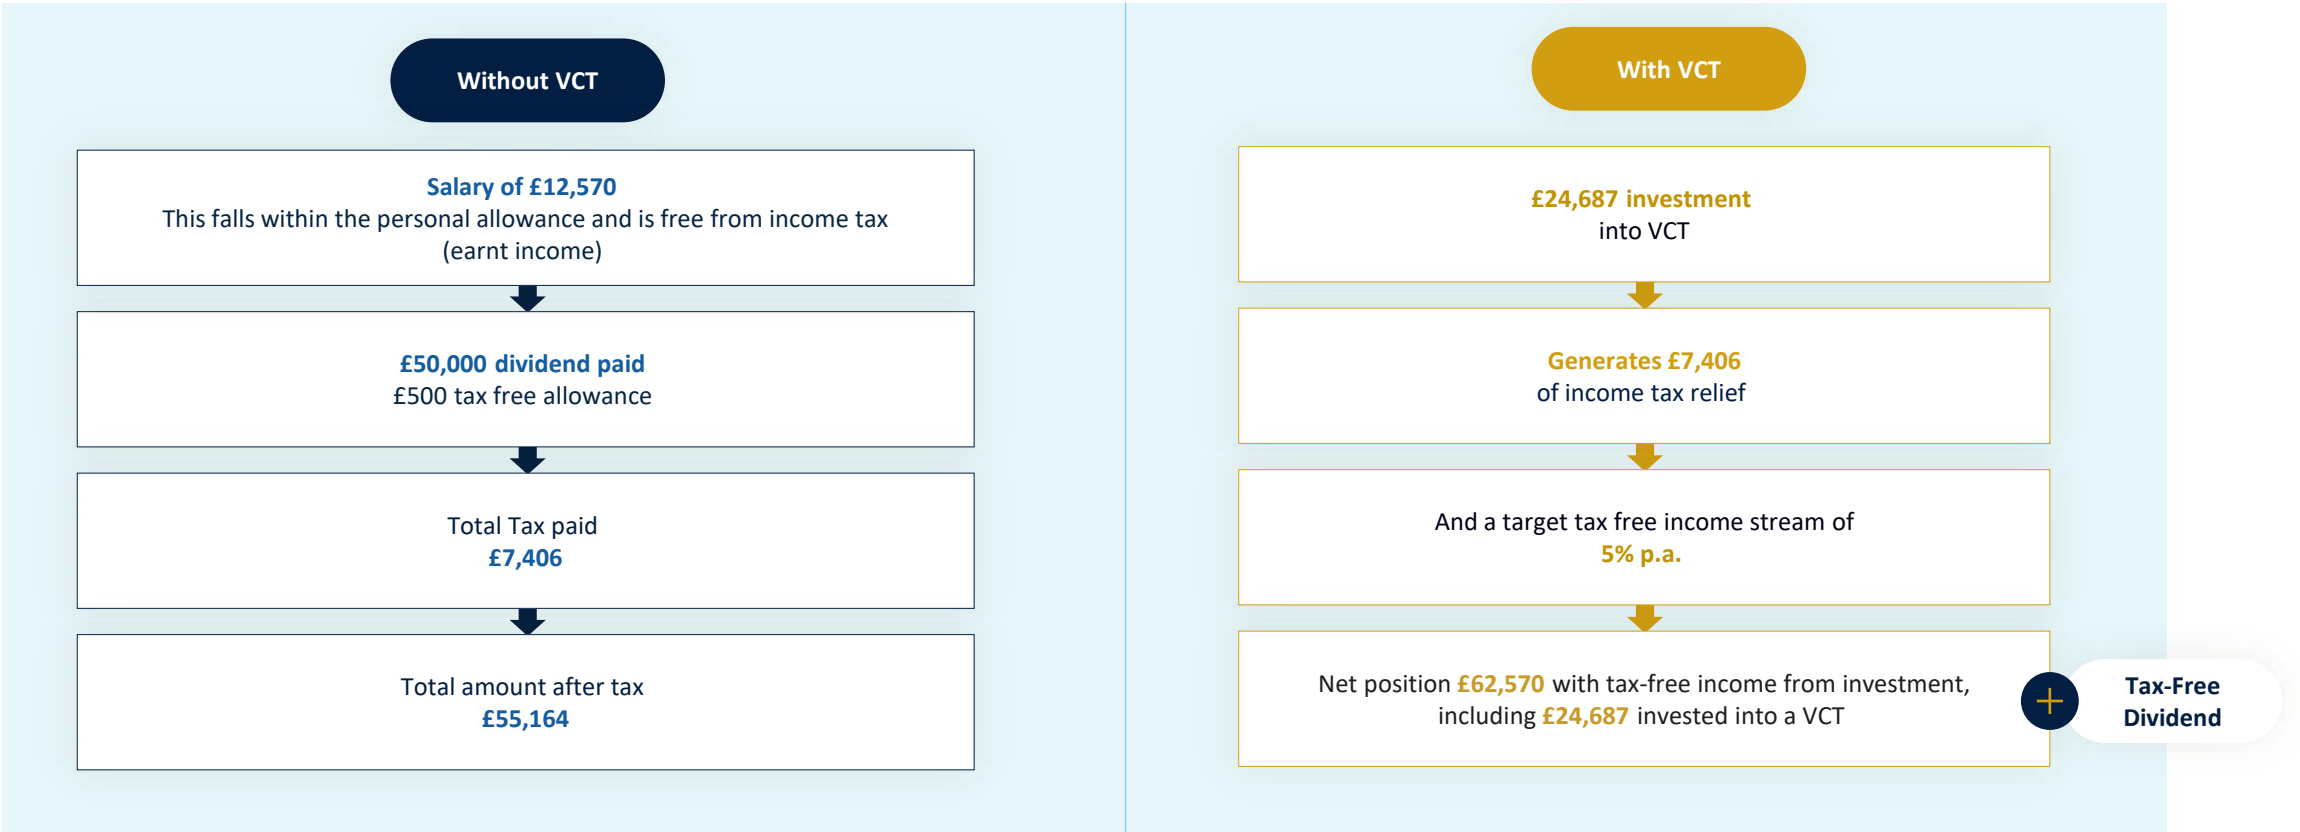 Without VCT
Salary of £12,570
This falls within the personal allowance and is free from income tax
(earnt income)
£50,000 dividend paid
£500 tax free allowance
Total Tax paid
£7,406
Total amount after tax
£55,164
With VCT
£24,687 investment
into VCT
Generates £7,406
of income tax relief
And a target tax free income stream of
5% p.a.
Net position £62,570 with tax-free income from investment,
including £24,687 invested into a VCT
Tax-Free
Dividend